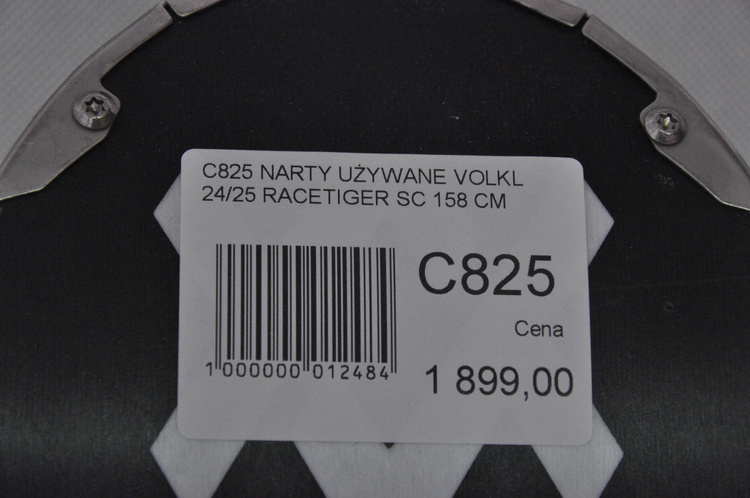 C825 NARTY UŻYWANE VOLKL
24/25 RACETIGER SC 158 CM
C825
Cena
1 899,00
1 000000 012484